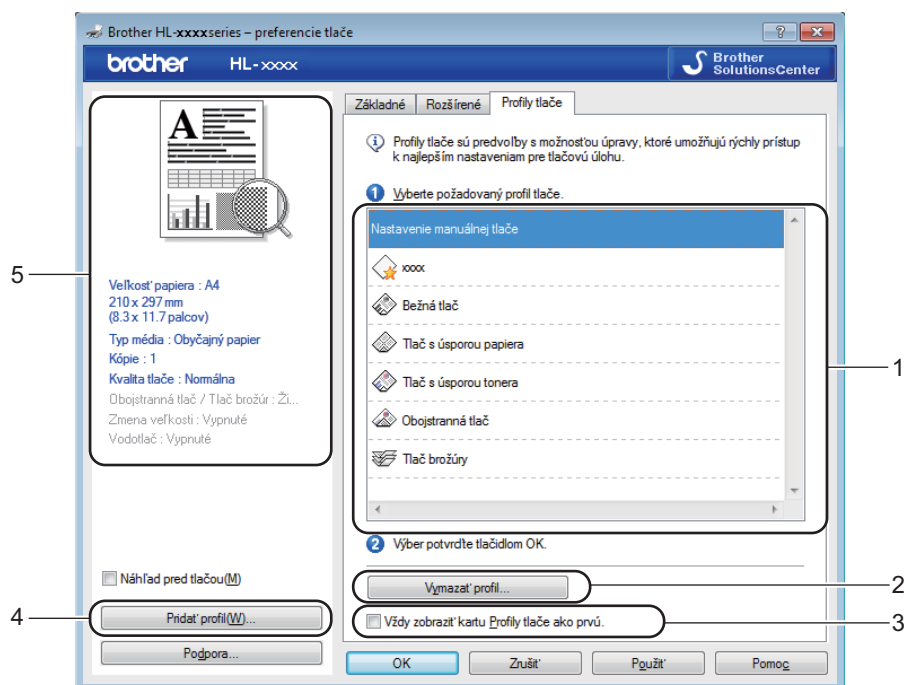 Brother HL-xxxx series – preferencie tlače
brother HL-xxxx
Brother
SolutionsCenter
A
Veľkosť papiera : A4
210 x 297 mm
(8.3 x 11.7 palcov)
Typ média : Obyčajný papier
Kópie : 1
Kvalita tlače : Normálna
Obojstranná tlač / Tlač brožúr : Ži...
Zmena veľkosti : Vypnuté
Vodotlač : Vypnuté
5
Náhľad pred tlačou(M)
4
Pridať profil(W)...
Podpora...
Základné Rozšírené Profily tlače
Profily tlače sú predvoľby s možnosťou úpravy, ktoré umožňujú rýchly prístup
k najlepším nastaveniam pre tlačovú úlohu.
1 Vyberte požadovaný profil tlače.
Nastavenie manuálnej tlače
xxxx
Bežná tlač
Tlač s úsporou papiera
Tlač s úsporou tonera
Obojstranná tlač
Tlač brožúry
1
2 Výber potvrďte tlačidlom OK.
Vymazať profil...
2
Vždy zobraziť kartu Profily tlače ako prvú.
3
OK Zrušiť Použiť Pomoc